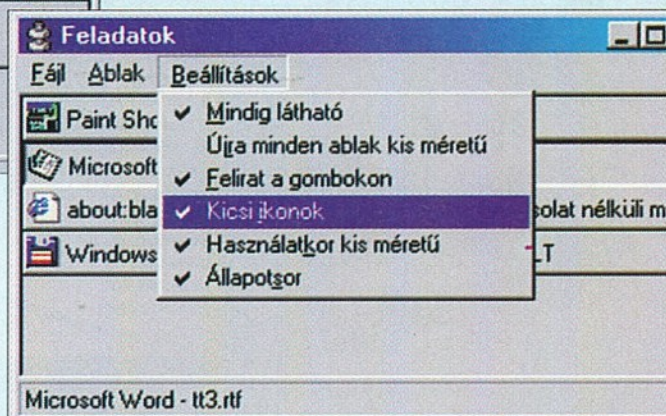 Feladatok
Fájl Ablak Beállítások
Mindig látható
Újra minden ablak kis méretű
Felirat a gombokon
Kicsi ikonok
Használatkor kis méretű
Állapotsor
Paint Sho
Microsoft
about:bla solat nélküli m
Windows LT
Microsoft Word - tt3.rtf